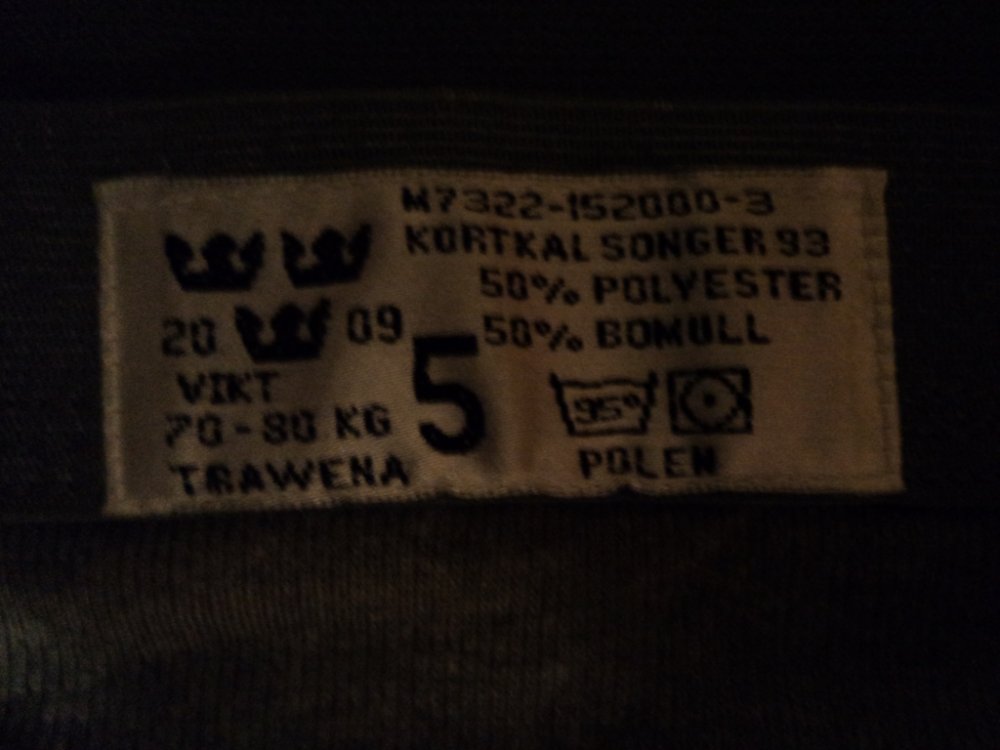 M7322-152000-3
KORTKALSONGER 93
50% POLYESTER
50% BOMULL
20 09
VIKT
70-80 KG
TRAWENA
5
95°
POLEN